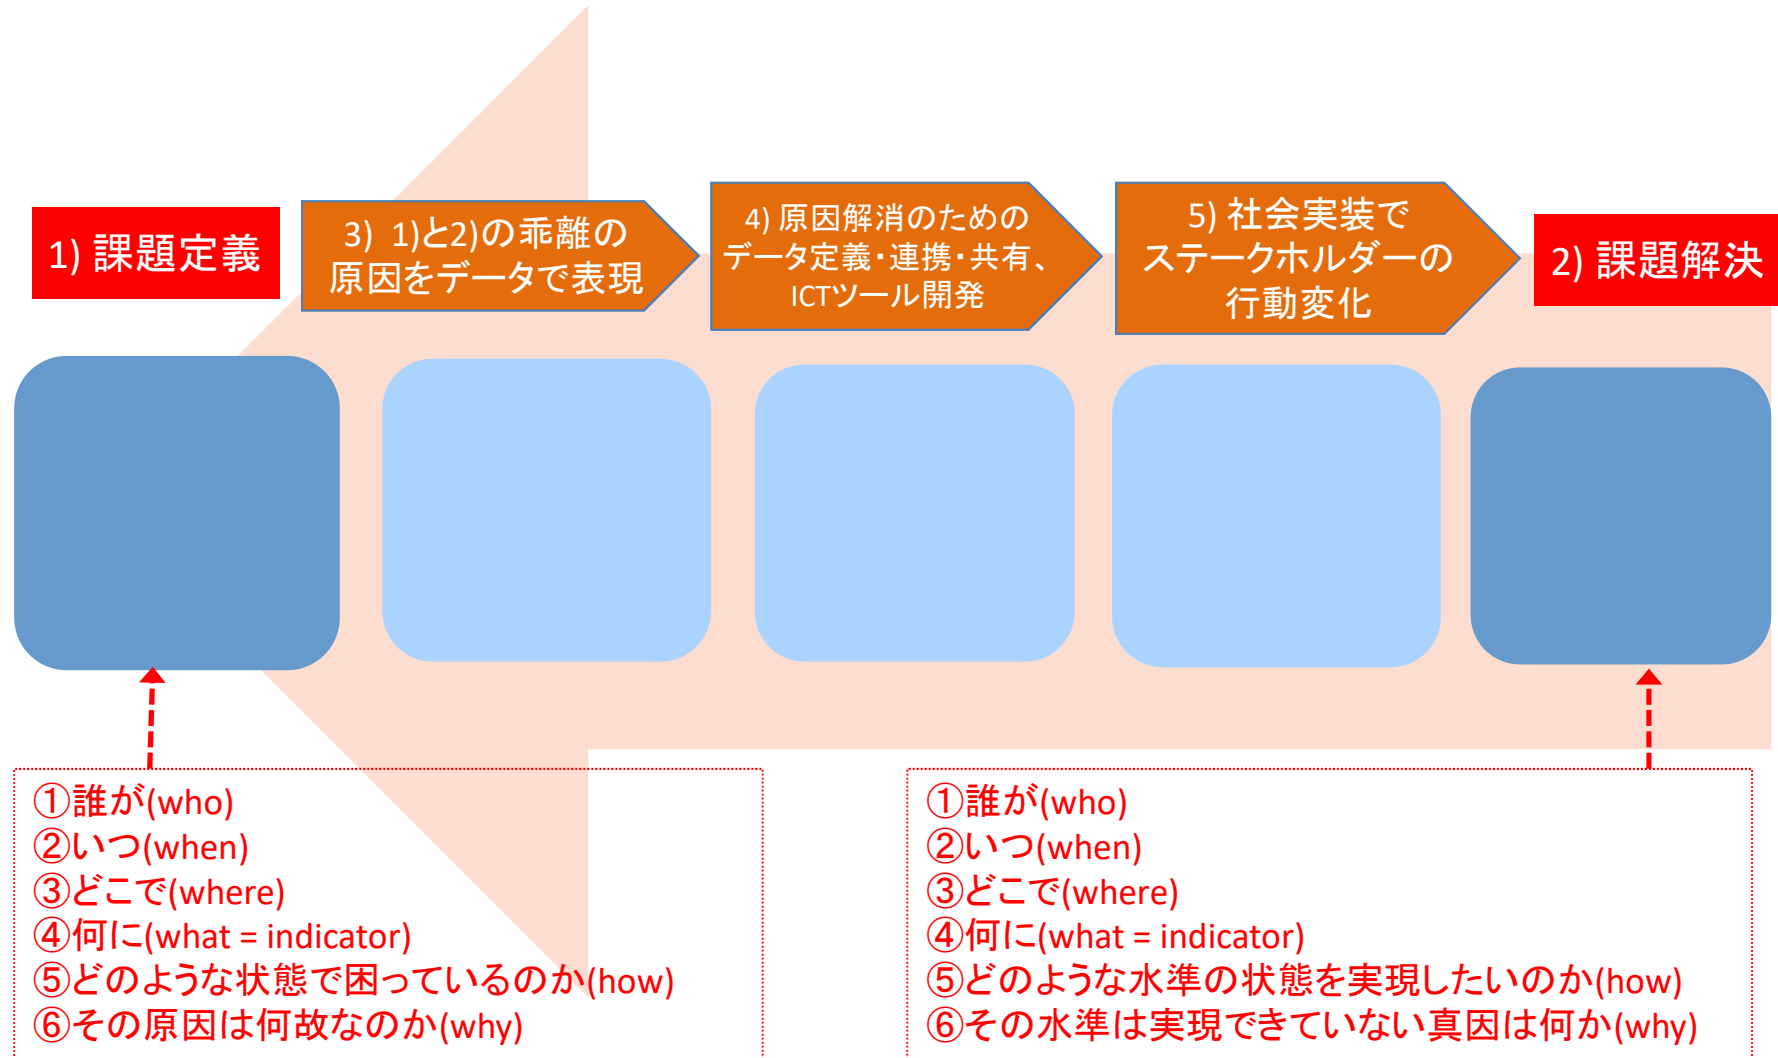 1) 課題定義
3) 1)と2)の乖離の
原因をデータで表現
4) 原因解消のための
データ定義・連携・共有、
ICTツール開発
5) 社会実装で
ステークホルダーの
行動変化
2) 課題解決
①誰が(who)
②いつ(when)
③どこで(where)
④何に(what = indicator)
⑤どのような状態で困っているのか(how)
⑥その原因は何故なのか(why)
①誰が(who)
②いつ(when)
③どこで(where)
④何に(what = indicator)
⑤どのような水準の状態を実現したいのか(how)
⑥その水準は実現できていない真因は何か(why)